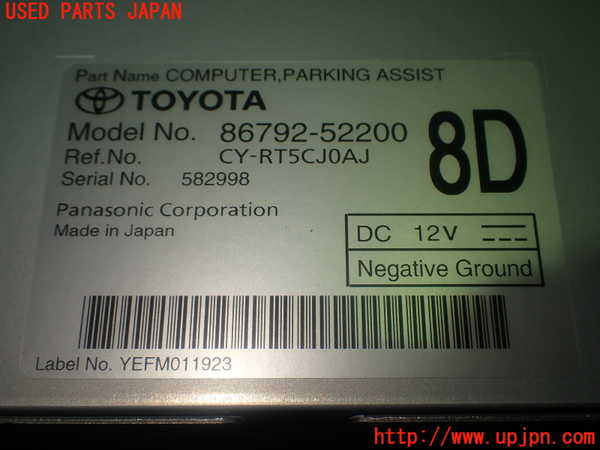 USED PARTS JAPAN
Part Name COMPUTER,PARKING ASSIST
TOYOTA
Model No. 86792-52200
8D
Ref.No. CY-RT5CJ0AJ
Serial No. 582998
Panasonic Corporation
Made in Japan
DC 12V
Negative Ground
Label No. YEFM011923
http://www.upjpn.com/